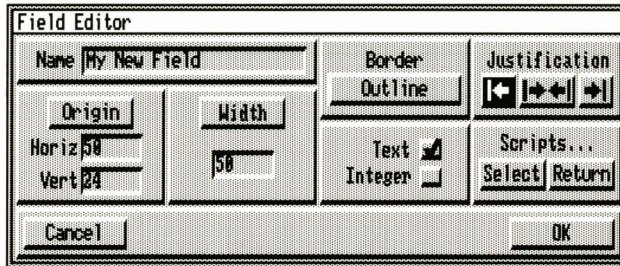 Field Editor
Name My New Field
Border
Outline
Justification
Origin
Horiz 50
Vert 24
Width
50
Text
Integer
Scripts...
Select Return
Cancel
OK